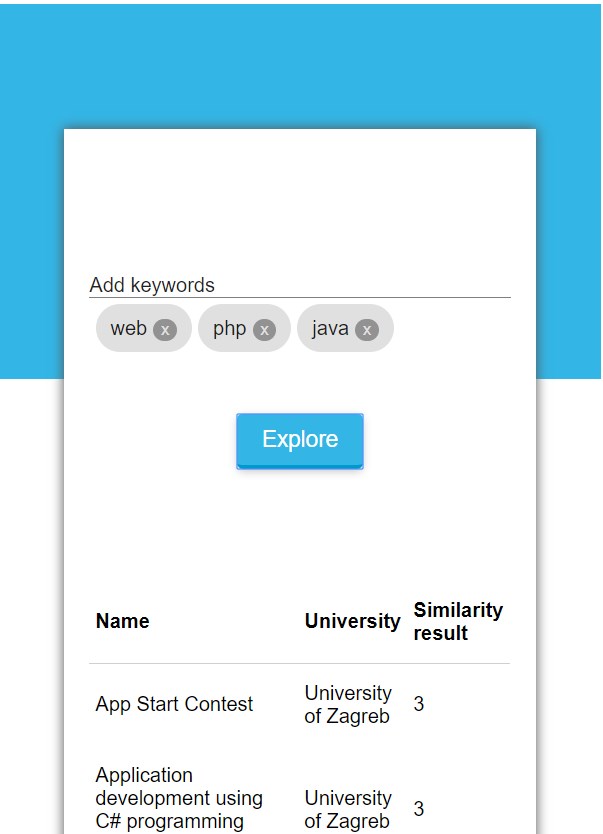 Add keywords
web x php x java x
Explore
Name University Similarity result
App Start Contest University of Zagreb 3
Application development using C# programming University of Zagreb 3